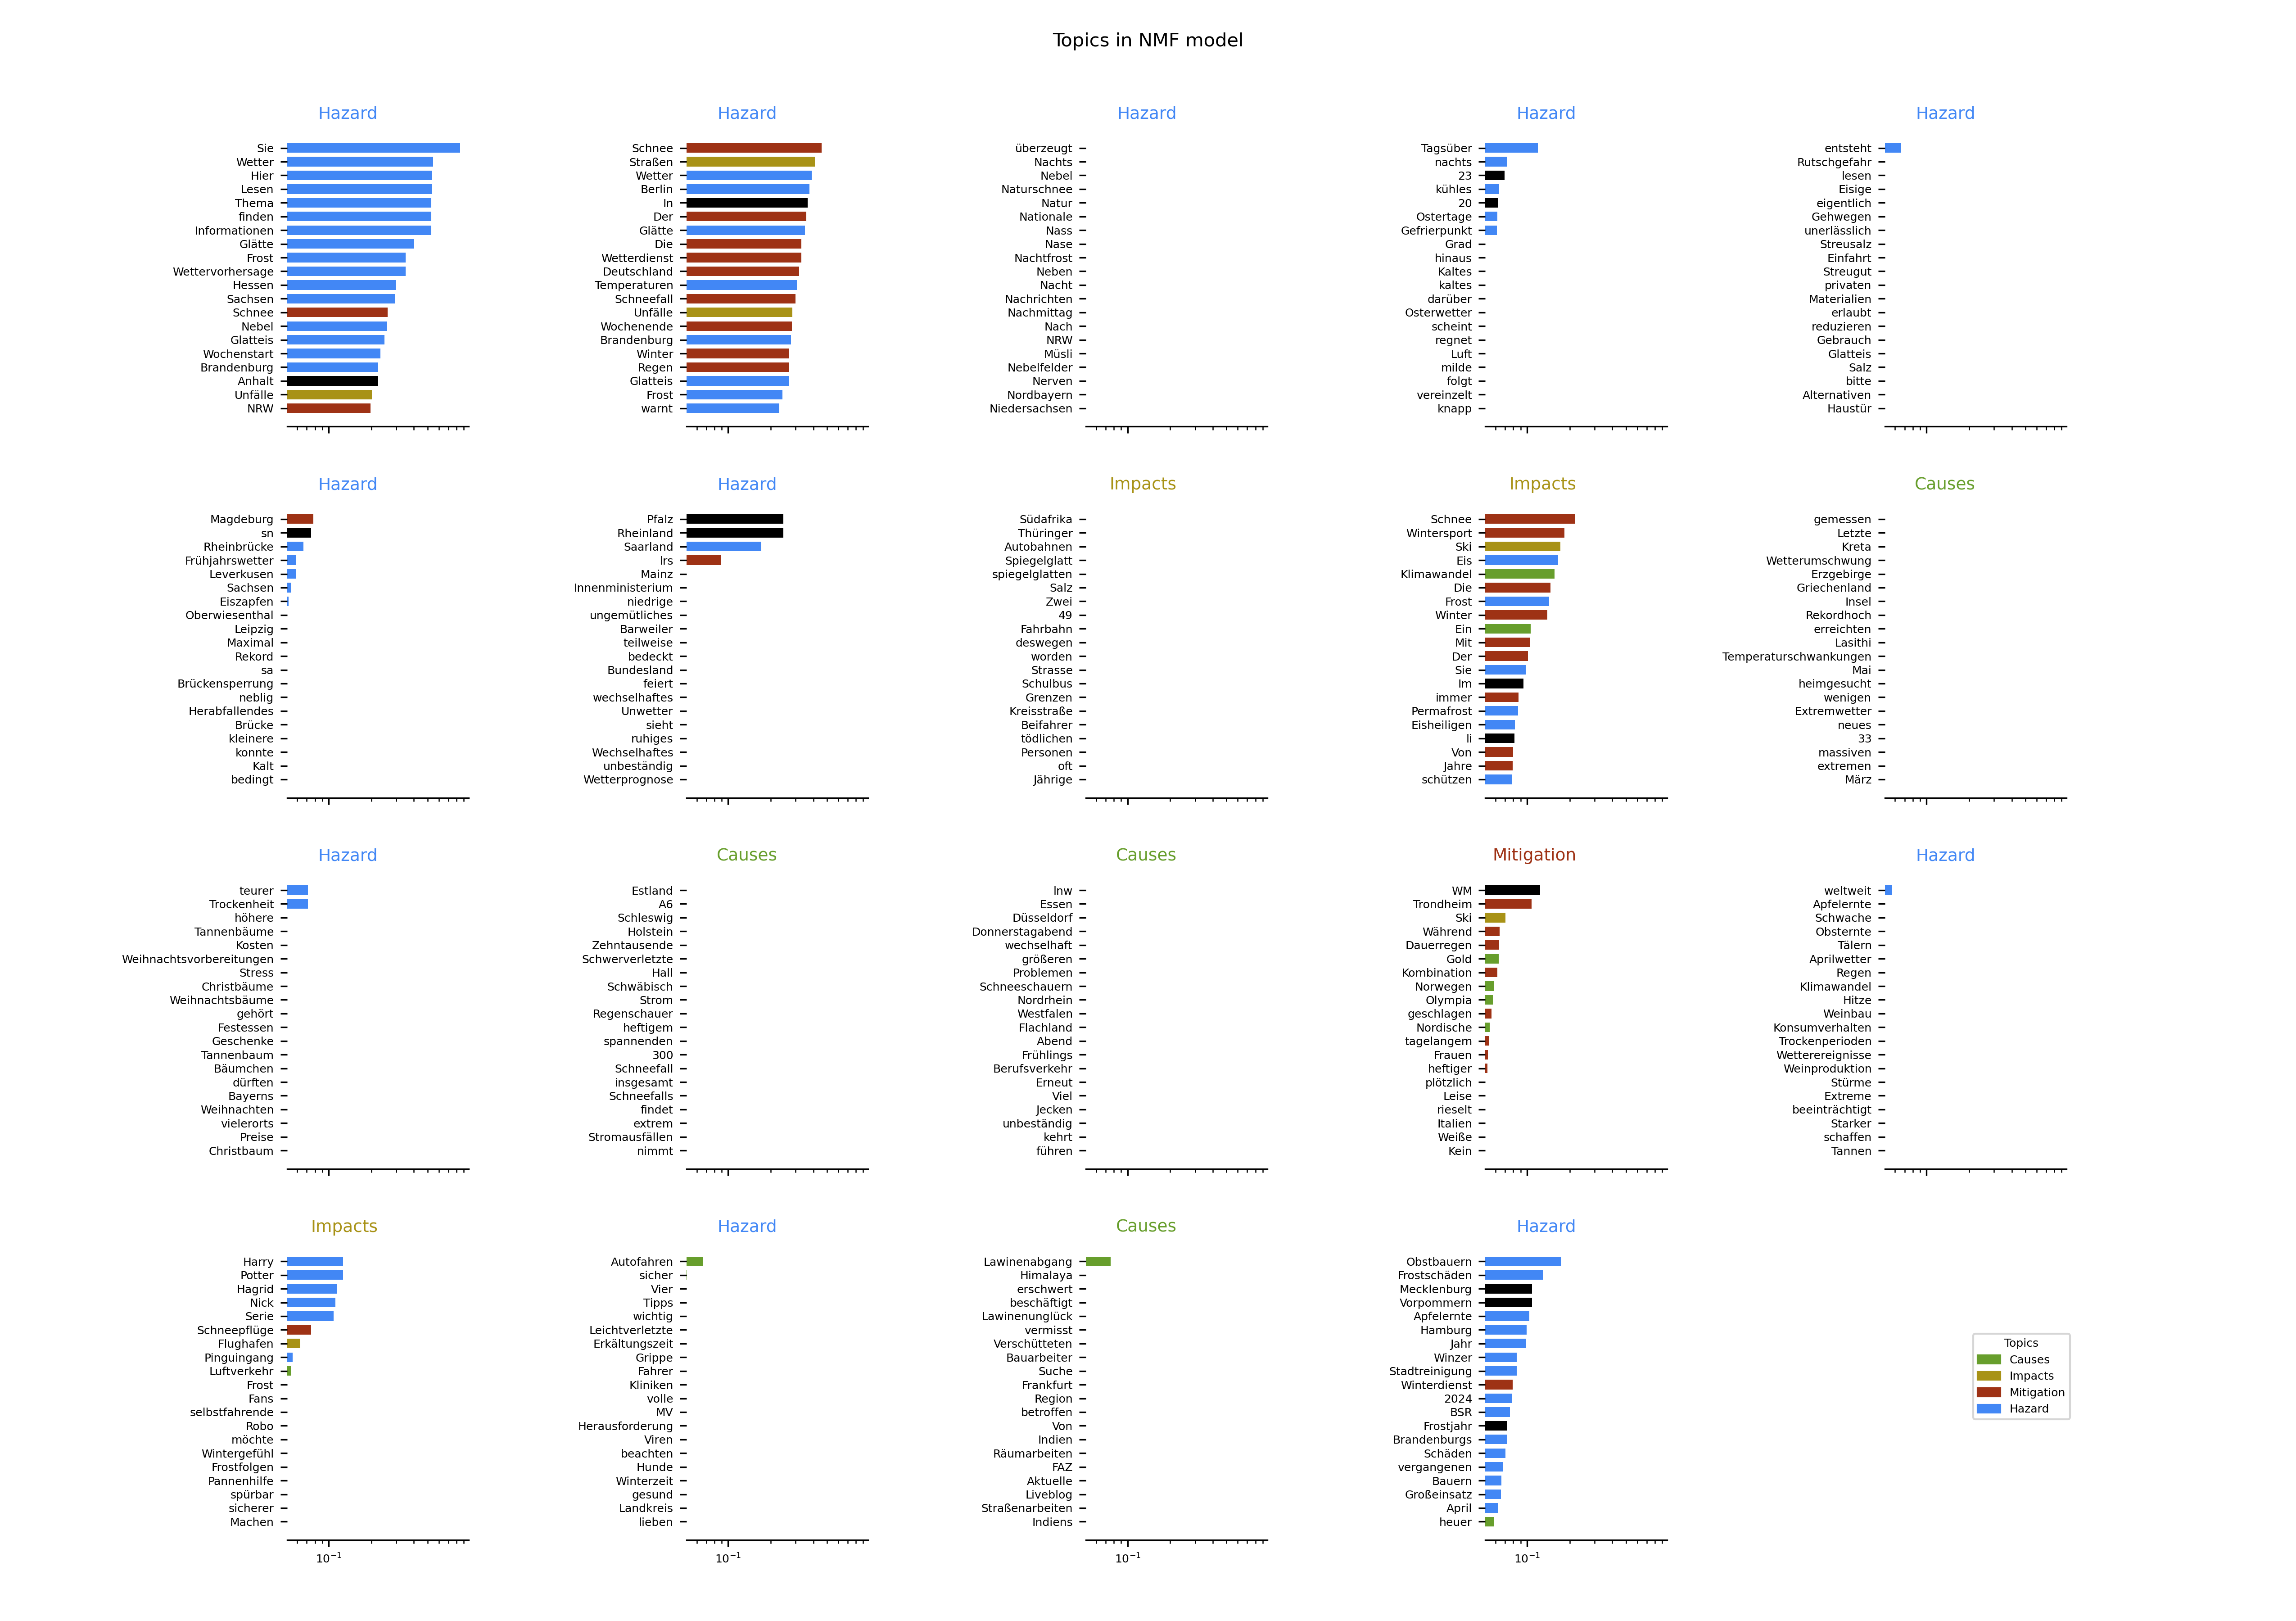 Topics in NMF model
Hazard
Sie
Wetter
Hier
Lesen
Thema
finden
Informationen
Glätte
Frost
Wettervorhersage
Hessen
Sachsen
Schnee
Nebel
Glatteis
Wochenstart
Brandenburg
Anhalt
Unfälle
NRW
Hazard
Schnee
Straßen
Wetter
Berlin
In
Der
Glätte
Die
Wetterdienst
Deutschland
Temperaturen
Schneefall
Unfälle
Wochenende
Brandenburg
Winter
Regen
Glatteis
Frost
warnt
Hazard
überzeugt
Nachts
Nebel
Naturschnee
Natur
Nationale
Nass
Nase
Nachtfrost
Neben
Nacht
Nachrichten
Nachmittag
Nach
NRW
Müsli
Nebelfelder
Nerven
Nordbayern
Niedersachsen
Hazard
Tagsüber
nachts
23
kühles
20
Ostertage
Gefrierpunkt
Grad
hinaus
Kaltes
kaltes
darüber
Osterwetter
scheint
regnet
Luft
milde
folgt
vereinzelt
knapp
Hazard
entsteht
Rutschgefahr
lesen
Eisige
eigentlich
Gehwegen
unerlässlich
Streusalz
Einfahrt
Streugut
privaten
Materialien
erlaubt
reduzieren
Gebrauch
Glatteis
Salz
bitte
Alternativen
Haustür
Hazard
Magdeburg
sn
Rheinbrücke
Frühjahrswetter
Leverkusen
Sachsen
Eiszapfen
Oberwiesenthal
Leipzig
Maximal
Rekord
sa
Brückensperrung
neblig
Herabfallendes
Brücke
kleinere
konnte
Kalt
bedingt
Hazard
Pfalz
Rheinland
Saarland
lrs
Mainz
Innenministerium
niedrige
ungemütliches
Barweiler
teilweise
bedeckt
Bundesland
feiert
wechselhaftes
Unwetter
sieht
ruhiges
Wechselhaftes
unbeständig
Wetterprognose
Impacts
Südafrika
Thüringer
Autobahnen
Spiegelglatt
spiegelglatten
Salz
Zwei
49
Fahrbahn
deswegen
worden
Strasse
Schulbus
Grenzen
Kreisstraße
Beifahrer
tödlichen
Personen
oft
Jährige
Impacts
Schnee
Wintersport
Ski
Eis
Klimawandel
Die
Frost
Winter
Ein
Mit
Der
Sie
Im
immer
Permafrost
Eisheiligen
li
Von
Jahre
schützen
Causes
gemessen
Letzte
Kreta
Wetterumschwung
Erzgebirge
Griechenland
Insel
Rekordhoch
erreichten
Lasithi
Temperaturschwankungen
Mai
heimgesucht
wenigen
Extremwetter
neues
33
massiven
extremen
März
Hazard
teurer
Trockenheit
höhere
Tannenbäume
Kosten
Weihnachtsvorbereitungen
Stress
Christbäume
Weihnachtsbäume
gehört
Festessen
Geschenke
Tannenbaum
Bäumchen
dürften
Bayerns
Weihnachten
vielerorts
Preise
Christbaum
Causes
Estland
A6
Schleswig
Holstein
Zehntausende
Schwerverletzte
Hall
Schwäbisch
Strom
Regenschauer
heftigem
spannenden
300
Schneefall
insgesamt
Schneefalls
findet
extrem
Stromausfällen
nimmt
Causes
lnw
Essen
Düsseldorf
Donnerstagabend
wechselhaft
größeren
Problemen
Schneeschauern
Nordrhein
Westfalen
Flachland
Abend
Frühlings
Berufsverkehr
Erneut
Viel
Jecken
unbeständig
kehrt
führen
Mitigation
WM
Trondheim
Ski
Während
Dauerregen
Gold
Kombination
Norwegen
Olympia
geschlagen
Nordische
tagelangem
Frauen
heftiger
plötzlich
Leise
rieselt
Italien
Weiße
Kein
Hazard
weltweit
Apfelernte
Schwache
Obsternte
Tälern
Aprilwetter
Regen
Klimawandel
Hitze
Weinbau
Konsumverhalten
Trockenperioden
Wetterereignisse
Weinproduktion
Stürme
Extreme
beeinträchtigt
Starker
schaffen
Tannen
Impacts
Harry
Potter
Hagrid
Nick
Serie
Schneepflüge
Flughafen
Pinguingang
Luftverkehr
Frost
Fans
selbstfahrende
Robo
möchte
Wintergefühl
Frostfolgen
Pannenhilfe
spürbar
sicherer
Machen
10⁻¹
Hazard
Autofahren
sicher
Vier
Tipps
wichtig
Leichtverletzte
Erkältungszeit
Grippe
Fahrer
Kliniken
volle
MV
Herausforderung
Viren
beachten
Hunde
Winterzeit
gesund
Landkreis
lieben
10⁻¹
Causes
Lawinenabgang
Himalaya
erschwert
beschäftigt
Lawinenunglück
vermisst
Verschütteten
Bauarbeiter
Suche
Frankfurt
Region
betroffen
Von
Indien
Räumarbeiten
FAZ
Aktuelle
Liveblog
Straßenarbeiten
Indiens
10⁻¹
Hazard
Obstbauern
Frostschäden
Mecklenburg
Vorpommern
Apfelernte
Hamburg
Jahr
Winzer
Stadtreinigung
Winterdienst
2024
BSR
Frostjahr
Brandenburgs
Schäden
vergangenen
Bauern
Großeinsatz
April
heuer
10⁻¹
Topics
Causes
Impacts
Mitigation
Hazard